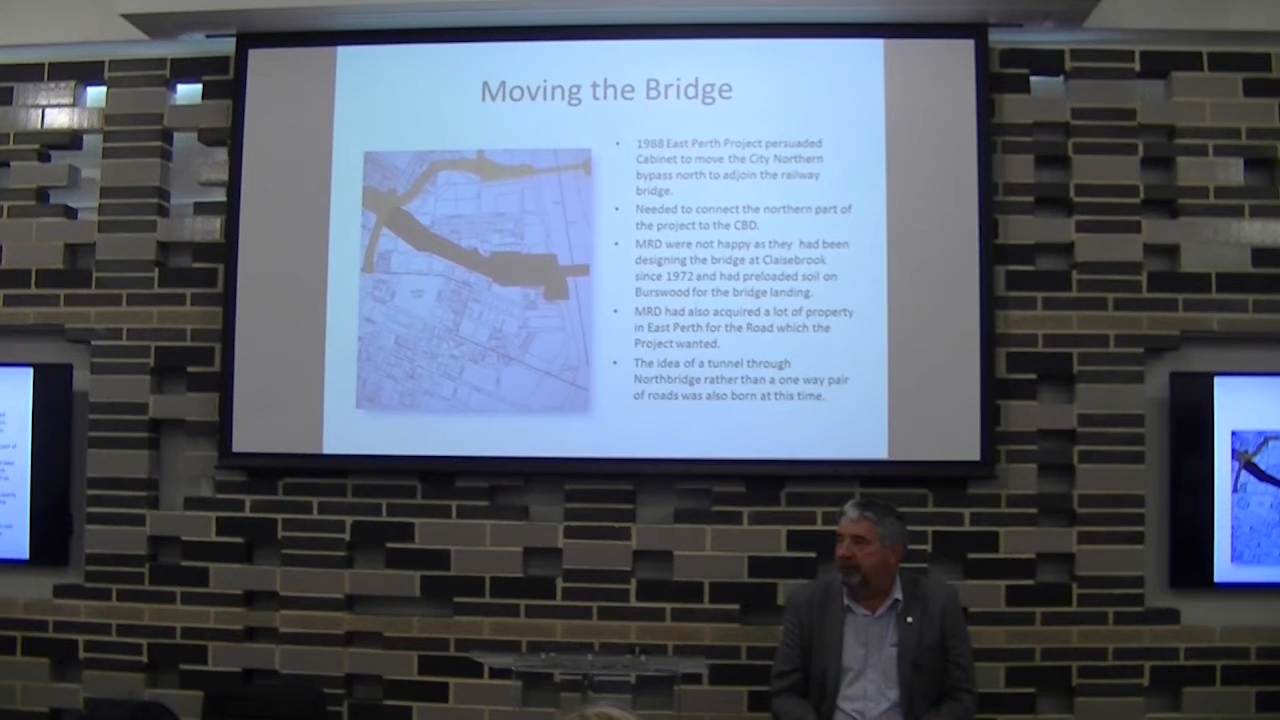 Moving the Bridge
• 1988 East Perth Project persuaded
Cabinet to move the City Northern
bypass north to adjoin the railway
bridge.
• Needed to connect the northern part of
the project to the CBD.
• MRD were not happy as they had been
designing the bridge at Claisebrook
since 1972 and had preloaded soil on
Burswood for the bridge landing.
• MRD had also acquired a lot of property
in East Perth for the Road which the
Project wanted.
• The idea of a tunnel through
Northbridge rather than a one way pair
of roads was also born at this time.